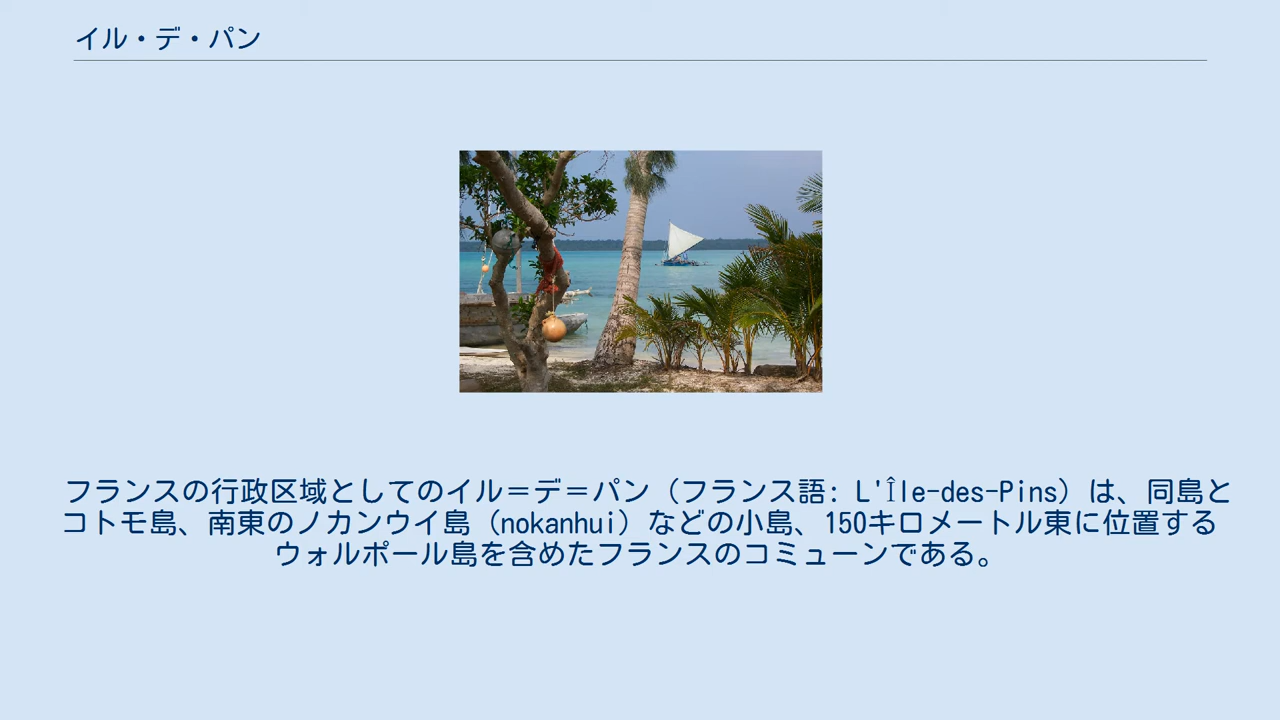 イル・デ・パン
フランスの行政区域としてのイル＝デ＝パン（フランス語: L'Île-des-Pins）は、同島と
コトモ島、南東のノカンウイ島（nokanhui）などの小島、150キロメートル東に位置する
ウォルポール島を含めたフランスのコミューンである。